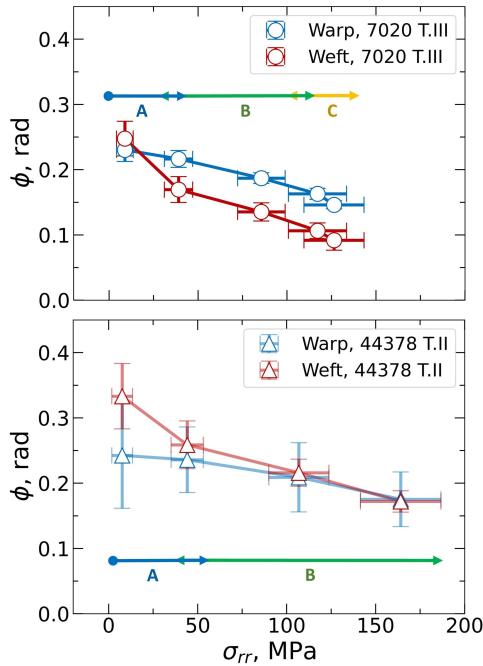 0.4
Warp, 7020 T.III
Weft, 7020 T.III
0.3
A
B
C
ϕ, rad
0.2
0.1
0.0
0.4
Warp, 44378 T.II
Weft, 44378 T.II
0.3
ϕ, rad
0.2
0.1
A
B
0.0
0
50
100
150
200
σrr, MPa